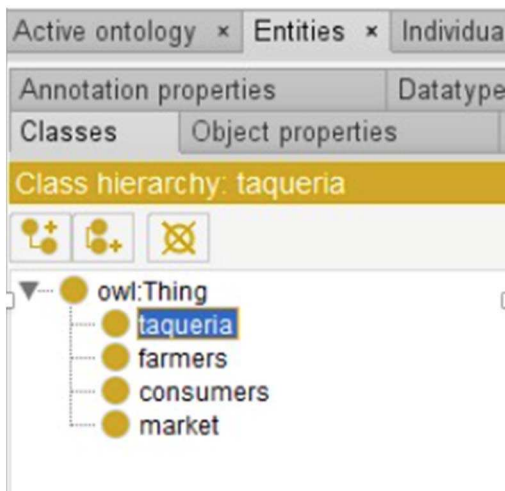 Active ontology × Entities × Individua
Annotation properties Datatype
Classes Object properties
Class hierarchy: taqueria
owl:Thing
taqueria
farmers
consumers
market